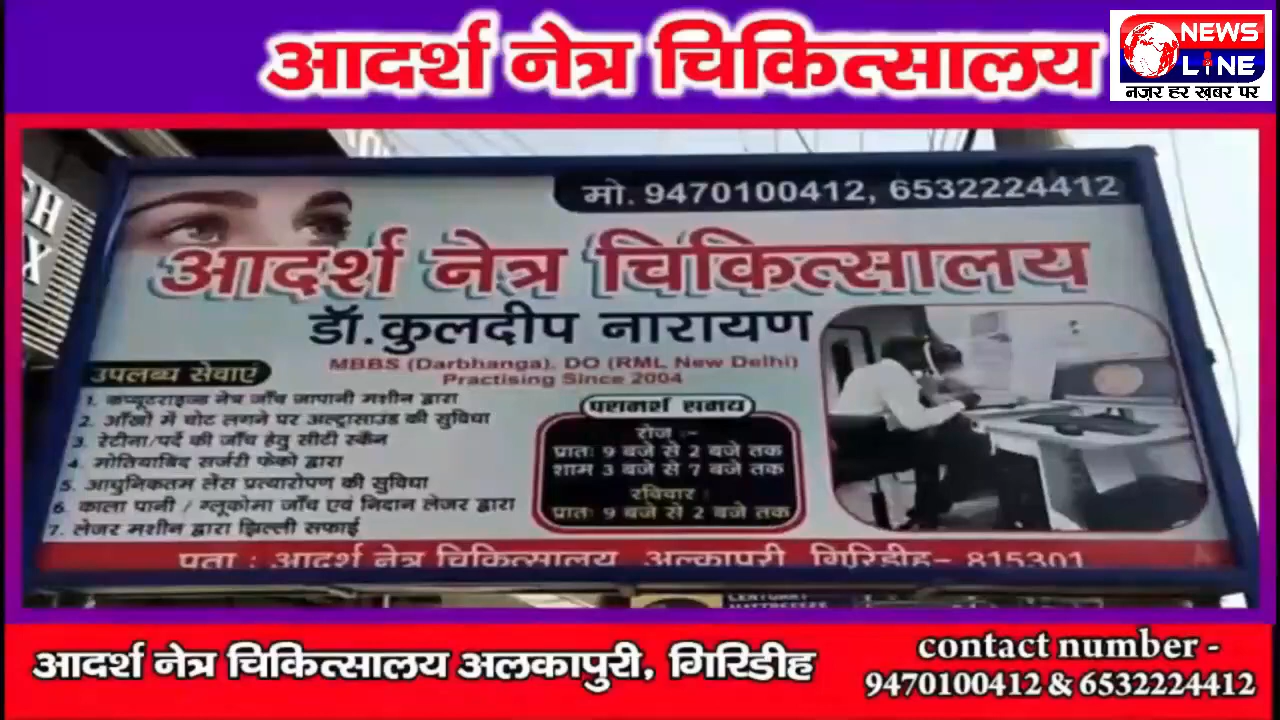 आदर्श नेत्र चिकित्सालय
NEWS
LINE
नज़र हर ख़बर पर
GH
X
मो. 9470100412, 6532224412
आदर्श नेत्र चिकित्सालय
डॉ.कुलदीप नारायण
MBBS (Darbhanga), DO (RML New Delhi)
Practising Since 2004
उपलब्ध सेवाएं
1. कम्प्यूटराइज्ड नेत्र जाँच जापानी मशीन द्वारा
2. आँखो में चोट लगने पर अल्ट्रासाउंड की सुविधा
3. रेटीना/पर्दे की जाँच हेतु सीटी स्कैन
4. मोतियाबिंद सर्जरी फेको द्वारा
5. आधुनिकतम लेंस प्रत्यारोपण की सुविधा
6. काला पानी / ग्लूकोमा जाँच एवं निदान लेजर द्वारा
7. लेजर मशीन द्वारा झिल्ली सफाई
परामर्श समय
रोज :-
प्रातः 9 बजे से 2 बजे तक
शाम 3 बजे से 7 बजे तक
रविवार :
प्रातः 9 बजे से 2 बजे तक
पता : आदर्श नेत्र चिकित्सालय अल्कापुरी गिरिडीह- 815301
CENTURY
MATTRESSES
आदर्श नेत्र चिकित्सालय अलकापुरी, गिरिडीह
contact number -
9470100412 & 6532224412